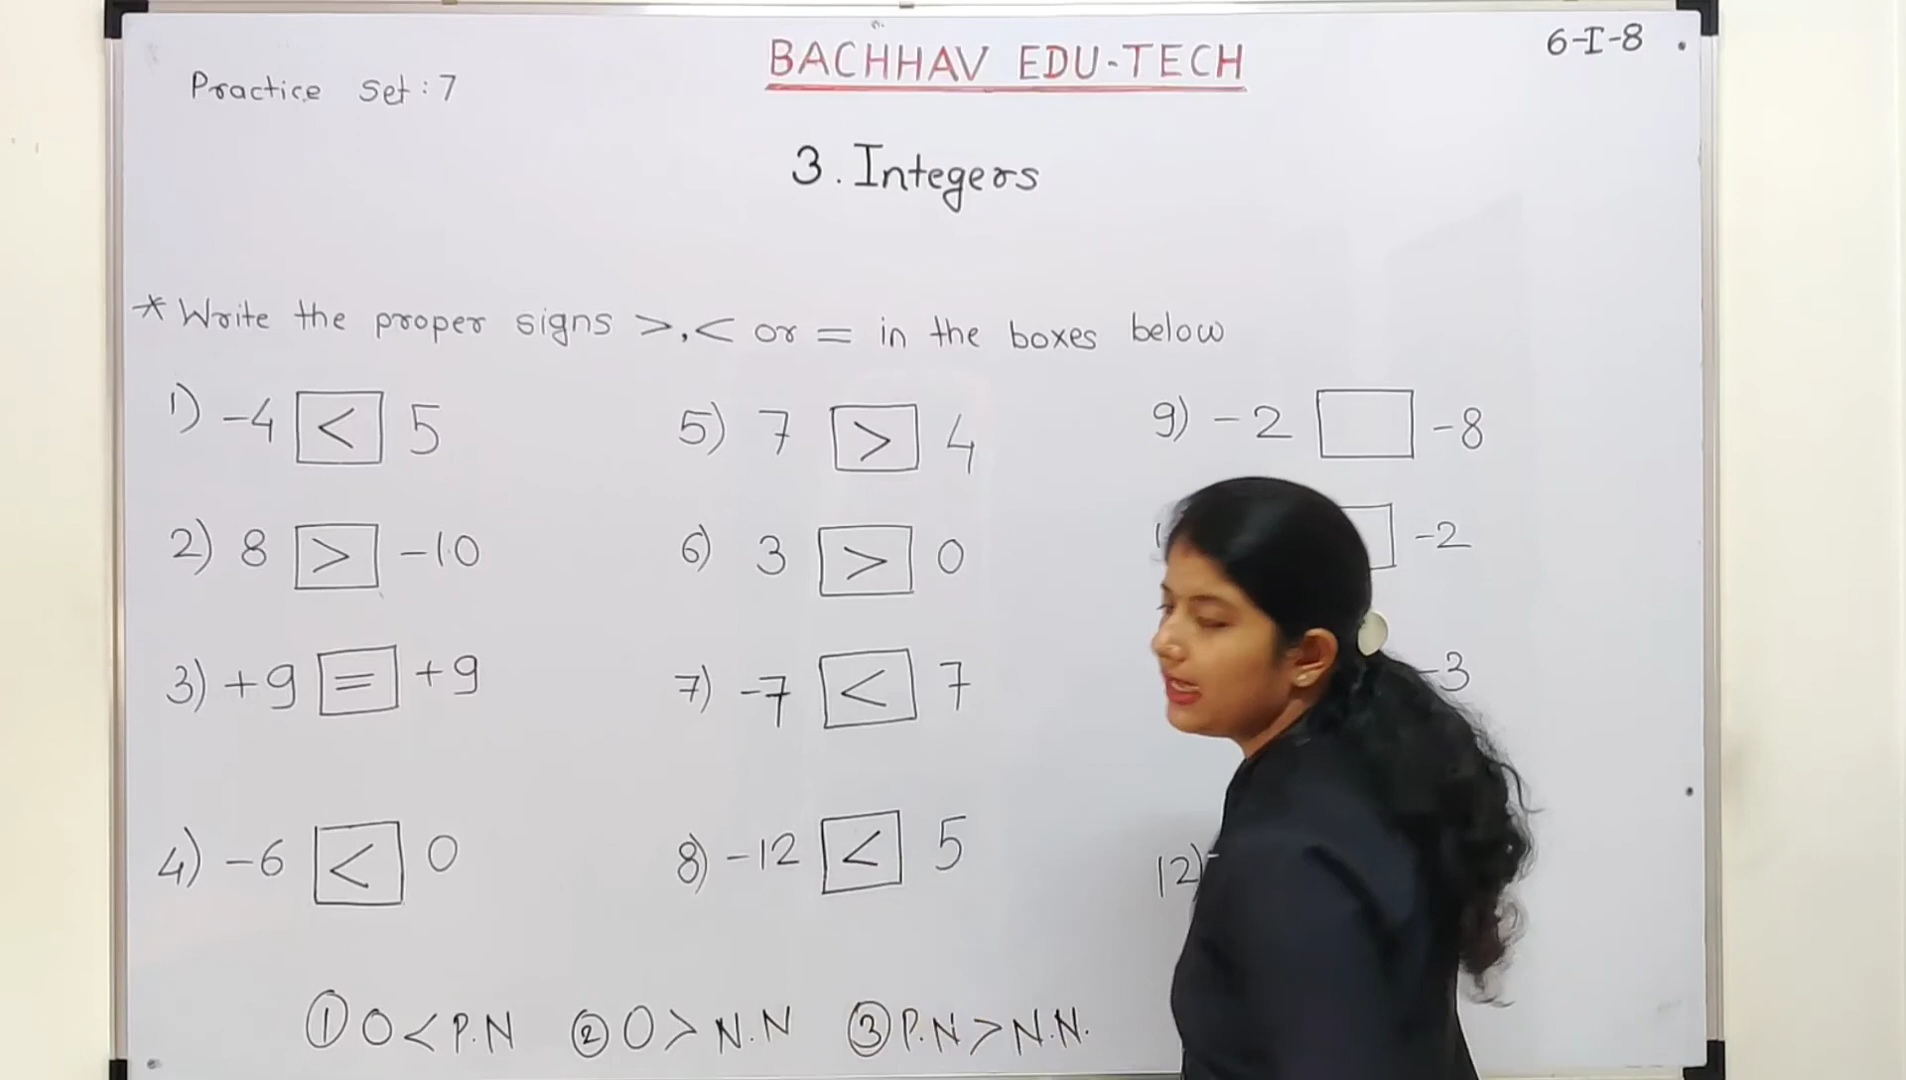 BACHHAV EDU-TECH
6-I-8
Practice Set: 7
3. Integers
* Write the proper signs >, < or = in the boxes below
1) -4 < 5
2) 8 > -10
3) +9 = +9
4) -6 < 0
5) 7 > 4
6) 3 > 0
7) -7 < 7
8) -12 < 5
9) -2 -8
-2
-3
12)
① 0 < P.N ② 0 > N.N ③ P.N > N.N.